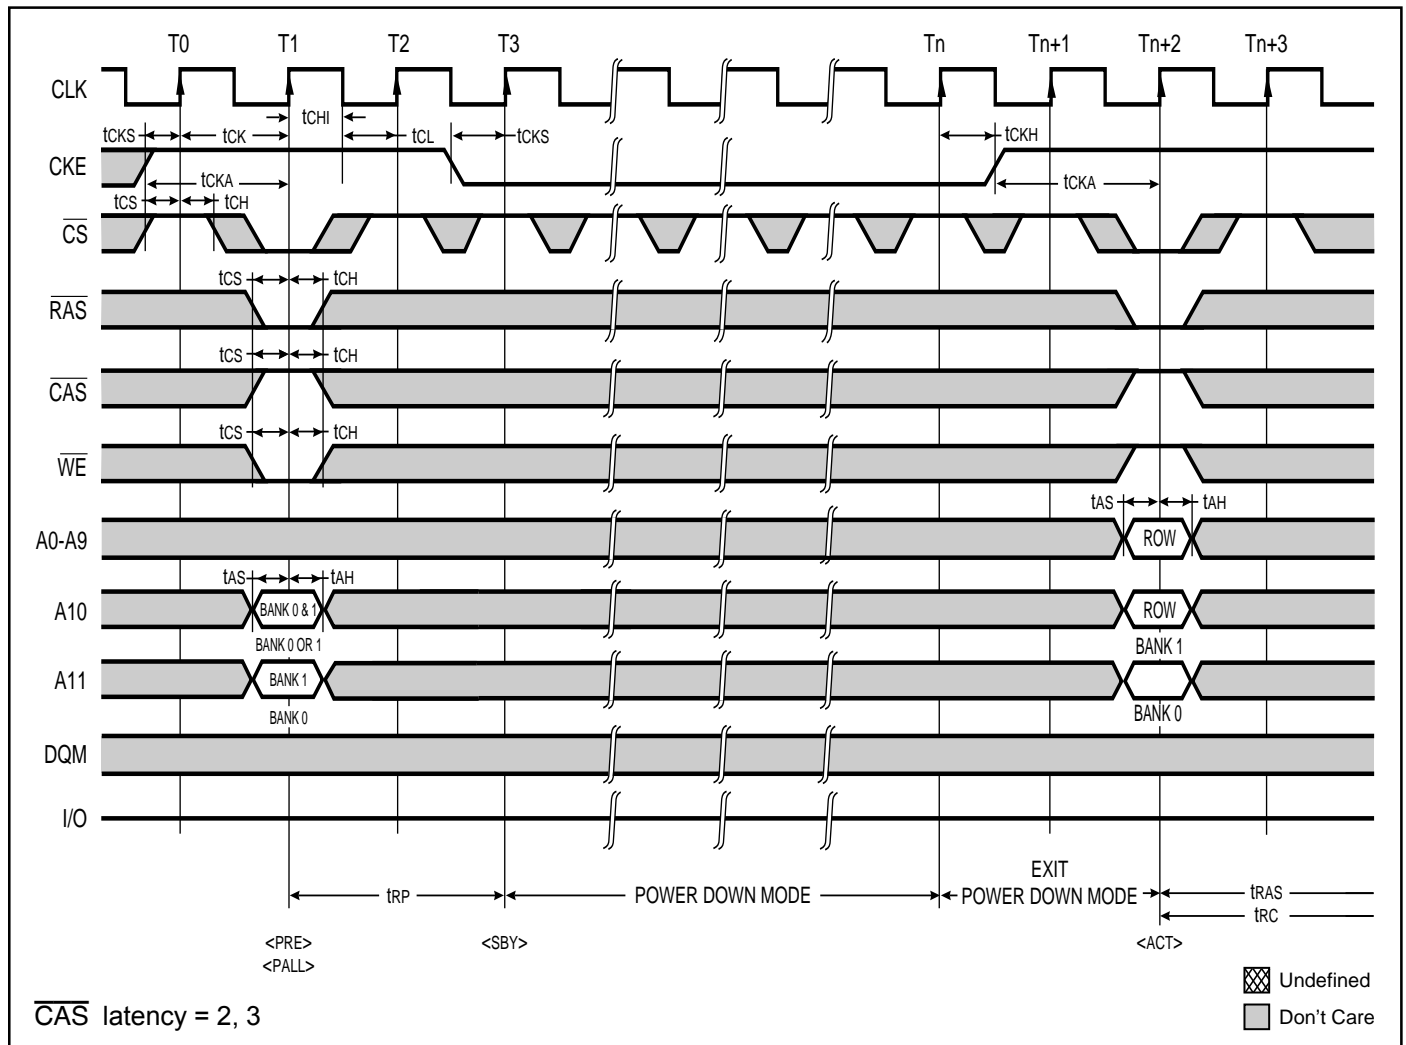 T0 T1 T2 T3 Tn Tn+1 Tn+2 Tn+3
CLK
tCHI
tCKS tCK tCL tCKS tCKH
CKE
tCKA tCKA
tCS tCH
CS
tCS tCH
RAS
tCS tCH
CAS
tCS tCH
WE
tAS tAH
A0-A9 ROW
tAS tAH
A10 BANK 0 & 1 ROW
BANK 0 OR 1 BANK 1
A11 BANK 1
BANK 0 BANK 0
DQM
I/O
EXIT
tRP POWER DOWN MODE POWER DOWN MODE tRAS
tRC
<PRE> <SBY> <ACT>
<PALL>
Undefined
CAS latency = 2, 3 Don't Care